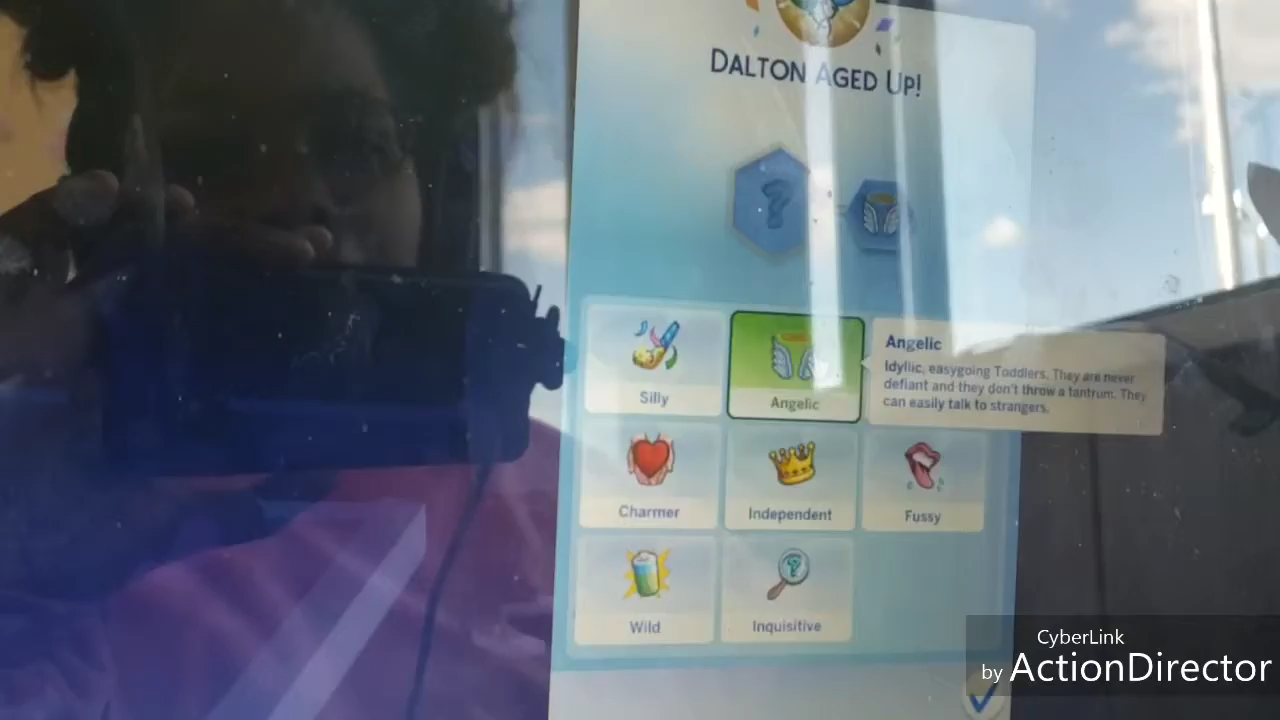 DALTON AGED UP!
?
Silly
Angelic
Angelic
Idyllic, easygoing Toddlers. They are never
defiant and they don't throw a tantrum. They
can easily talk to strangers.
Charmer
Independent
Fussy
Wild
?
Inquisitive
CyberLink
by ActionDirector